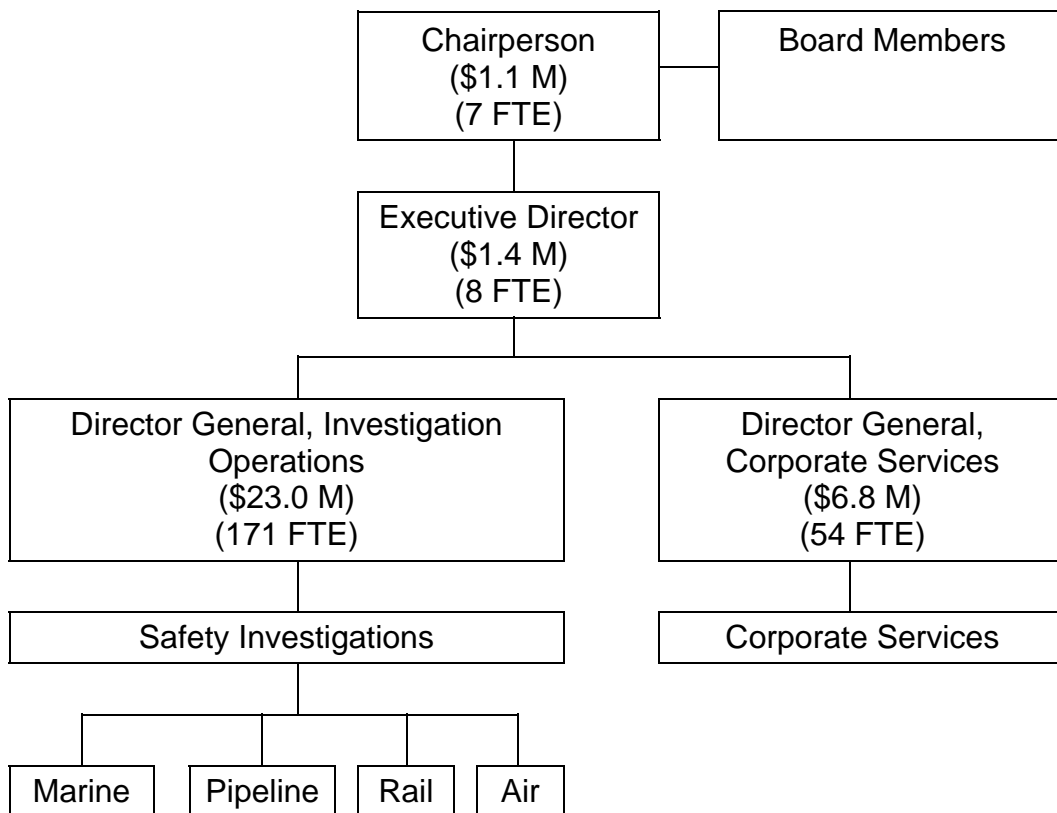 Chairperson
($1.1 M)
(7 FTE)
Board Members
Executive Director
($1.4 M)
(8 FTE)
Director General, Investigation
Operations
($23.0 M)
(171 FTE)
Director General,
Corporate Services
($6.8 M)
(54 FTE)
Safety Investigations
Corporate Services
Marine
Pipeline
Rail
Air